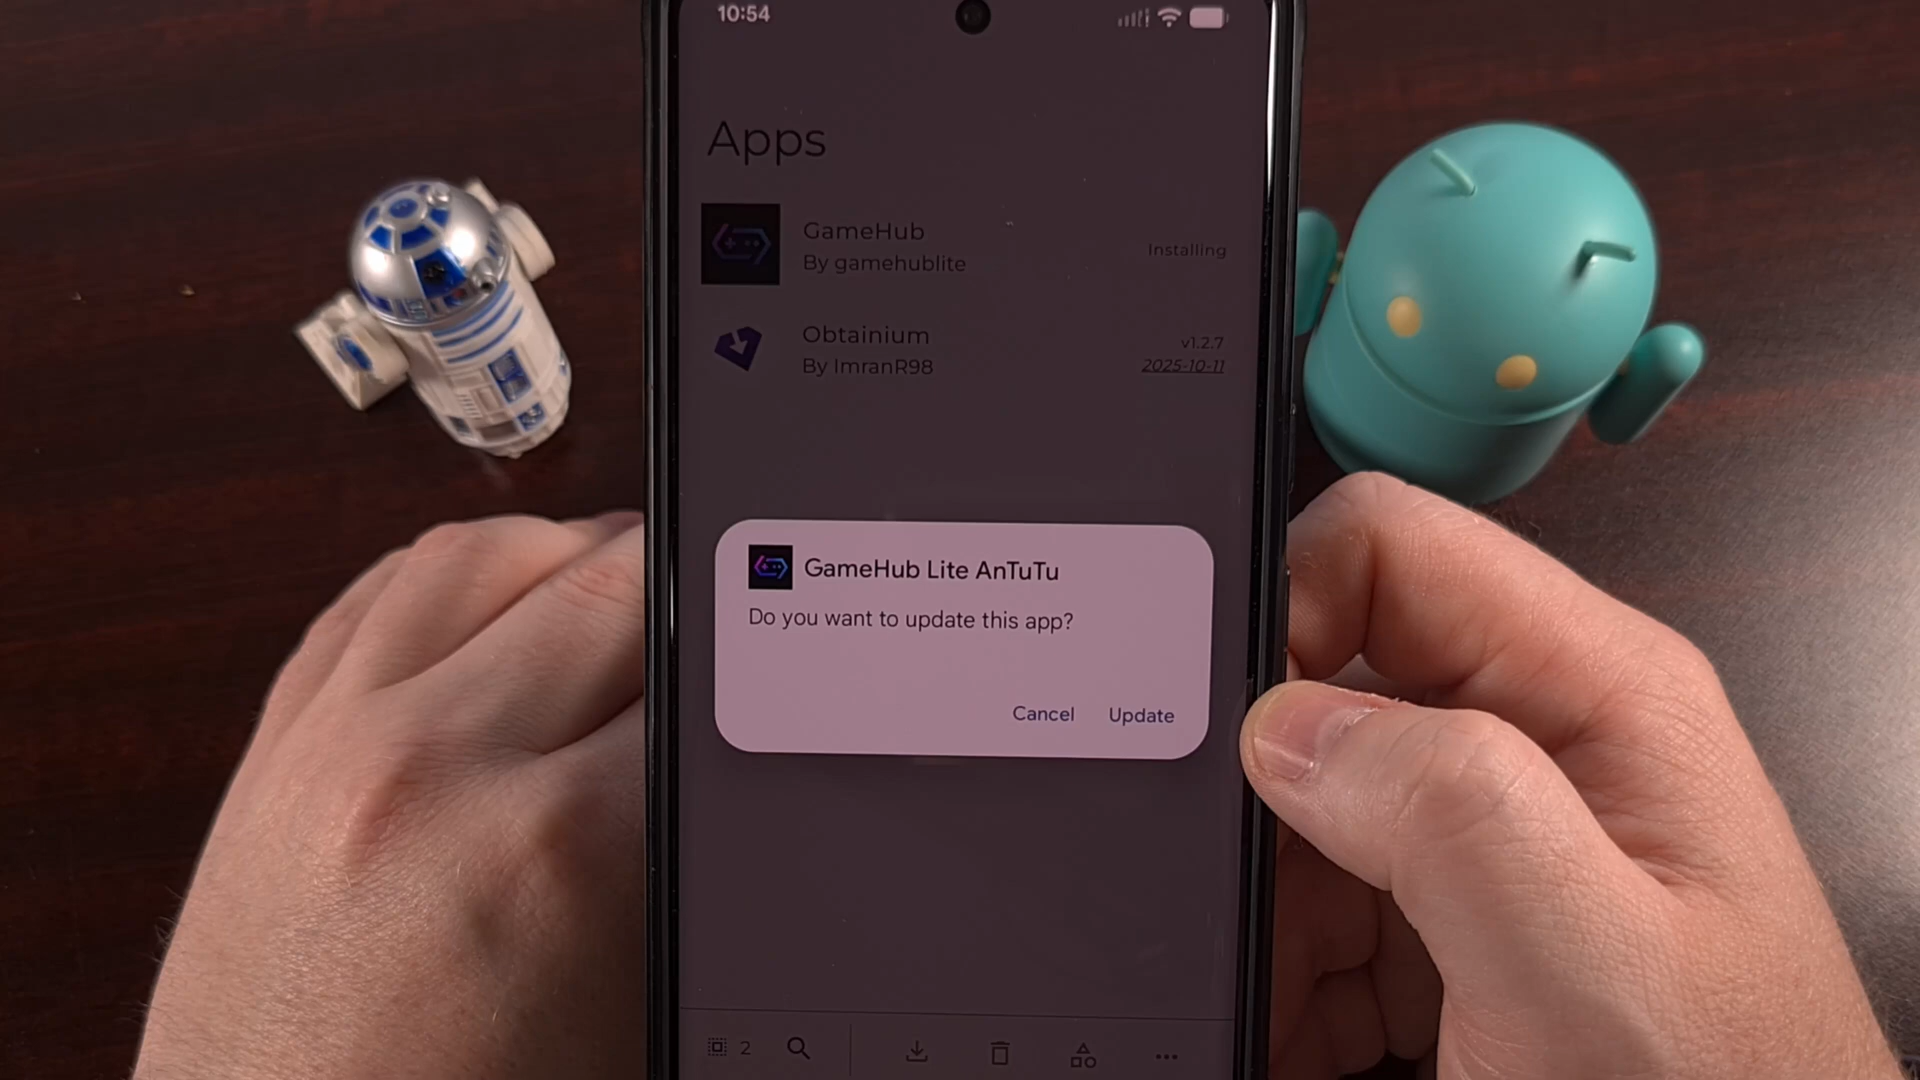 10:54
Apps
GameHub
By gamehublite
Installing
Obtainium
By ImranR98
v1.2.7
2025-10-11
GameHub Lite AnTuTu
Do you want to update this app?
Cancel
Update
2